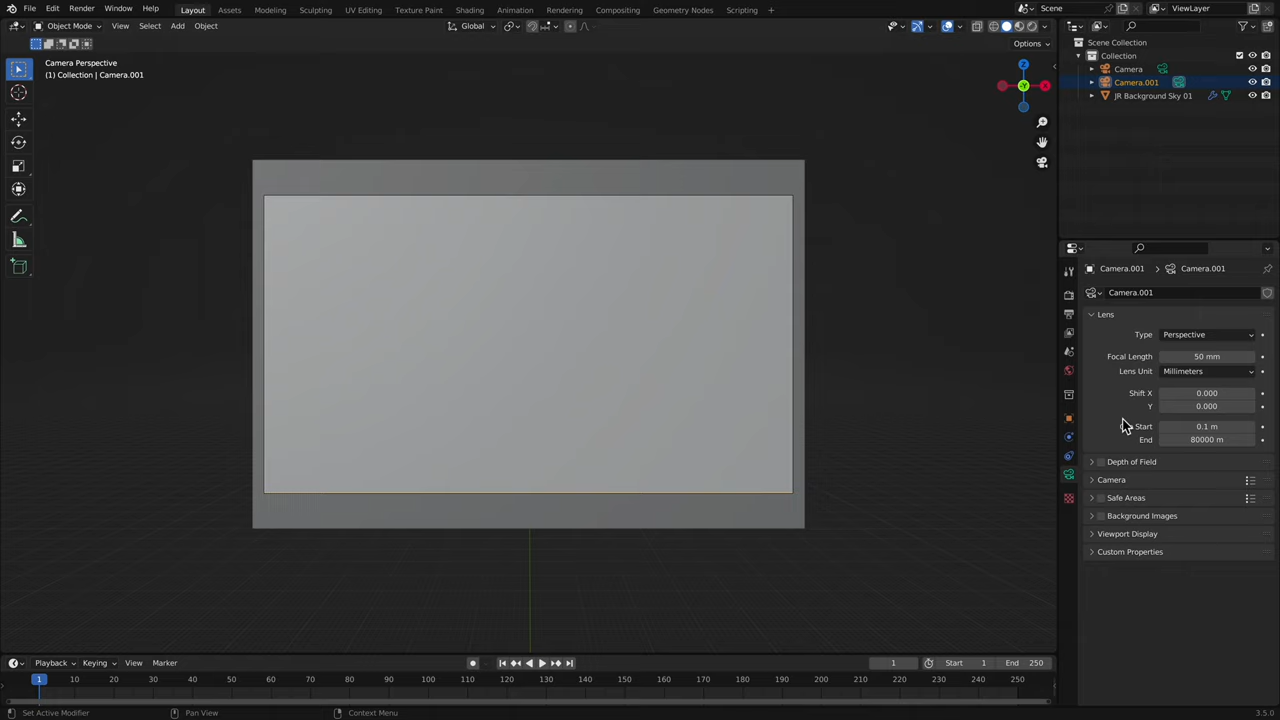 File Edit Render Window Help Layout Assets Modeling Sculpting UV Editing Texture Paint Shading Animation Rendering Compositing Geometry Nodes Scripting Scene ViewLayer
Object Mode View Select Add Object Global
Options
Camera Perspective
(1) Collection | Camera.001
Z
-Y
X
Scene Collection
Collection
Camera
Camera.001
JR Background Sky 01
Camera.001 > Camera.001
Camera.001
Lens
Type Perspective
Focal Length 50 mm
Lens Unit Millimeters
Shift X 0.000
Y 0.000
Start 0.1 m
End 80000 m
Depth of Field
Camera
Safe Areas
Background Images
Viewport Display
Custom Properties
Playback Keying View Marker 1 Start 1 End 250
1 10 20 30 40 50 60 70 80 90 100 110 120 130 140 150 160 170 180 190 200 210 220 230 240 250
Set Active Modifier Pan View Context Menu 3.5.0